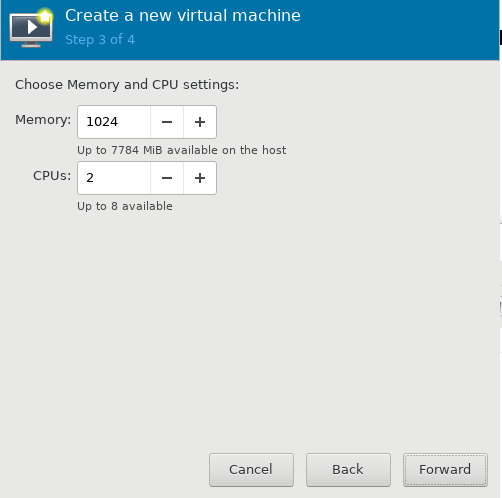 Create a new virtual machine
Step 3 of 4
Choose Memory and CPU settings:
Memory: 1024 − +
Up to 7784 MiB available on the host
CPUs: 2 − +
Up to 8 available
Cancel Back Forward